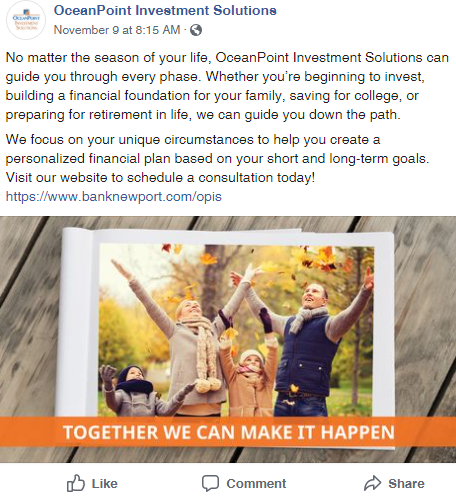 OceanPoint Investment Solutions
OCEANPOINT
INVESTMENT
SOLUTIONS
November 9 at 8:15 AM ·
No matter the season of your life, OceanPoint Investment Solutions can
guide you through every phase. Whether you’re beginning to invest,
building a financial foundation for your family, saving for college, or
preparing for retirement in life, we can guide you down the path.
We focus on your unique circumstances to help you create a
personalized financial plan based on your short and long-term goals.
Visit our website to schedule a consultation today!
https://www.banknewport.com/opis
TOGETHER WE CAN MAKE IT HAPPEN
Like Comment Share